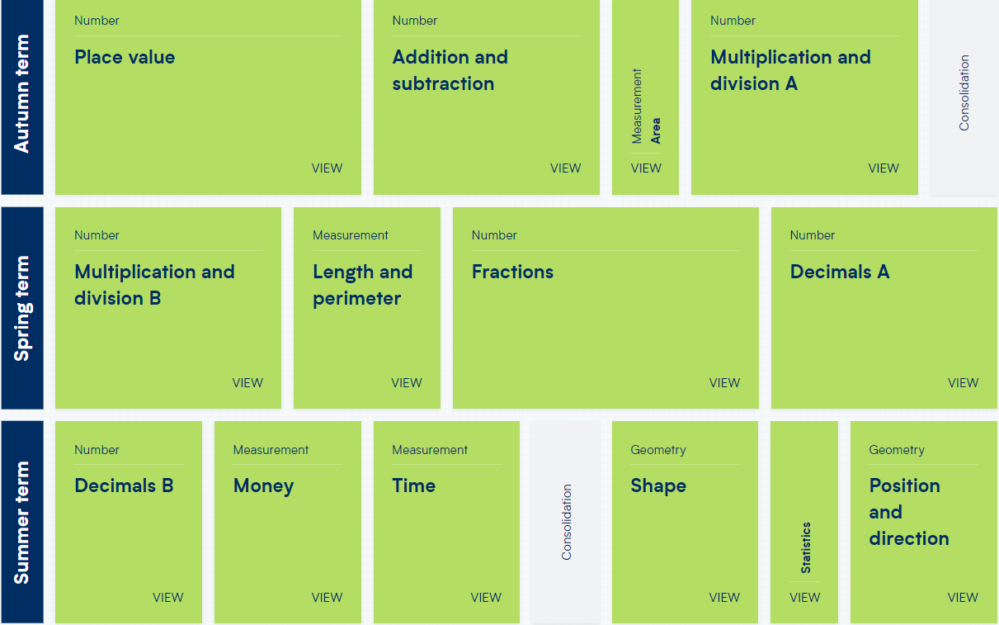 Autumn term
Number
Place value
VIEW
Number
Addition and
subtraction
VIEW
Measurement
Area
VIEW
Number
Multiplication and
division A
VIEW
Consolidation
Spring term
Number
Multiplication and
division B
VIEW
Measurement
Length and
perimeter
VIEW
Number
Fractions
VIEW
Number
Decimals A
VIEW
Summer term
Number
Decimals B
VIEW
Measurement
Money
VIEW
Measurement
Time
VIEW
Consolidation
Geometry
Shape
VIEW
Statistics
VIEW
Geometry
Position
and
direction
VIEW